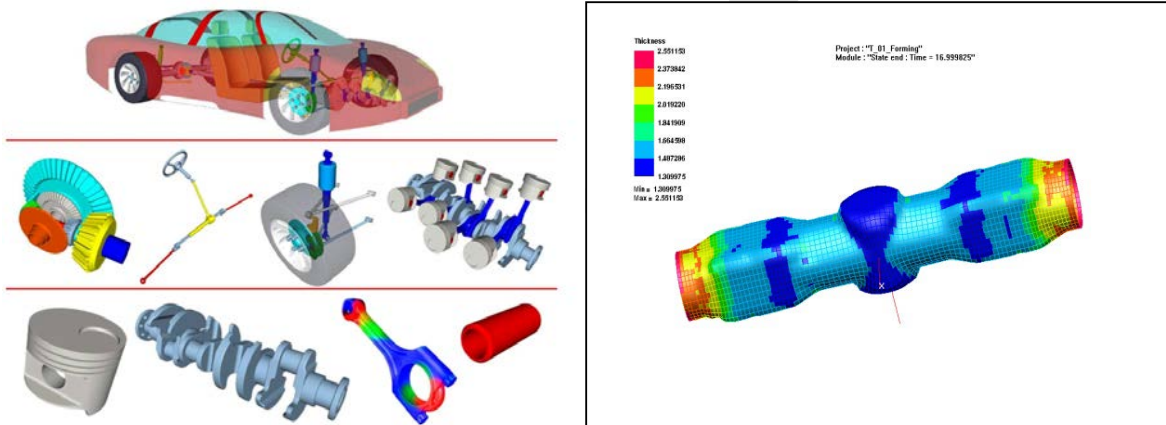 Thickness
2.551153
2.373842
2.196531
2.019220
1.841909
1.664598
1.487286
1.309975
Min = 1.309975
Max = 2.551153
Project : "T_01_Forming"
Module : "State end : Time = 16.999825"
X